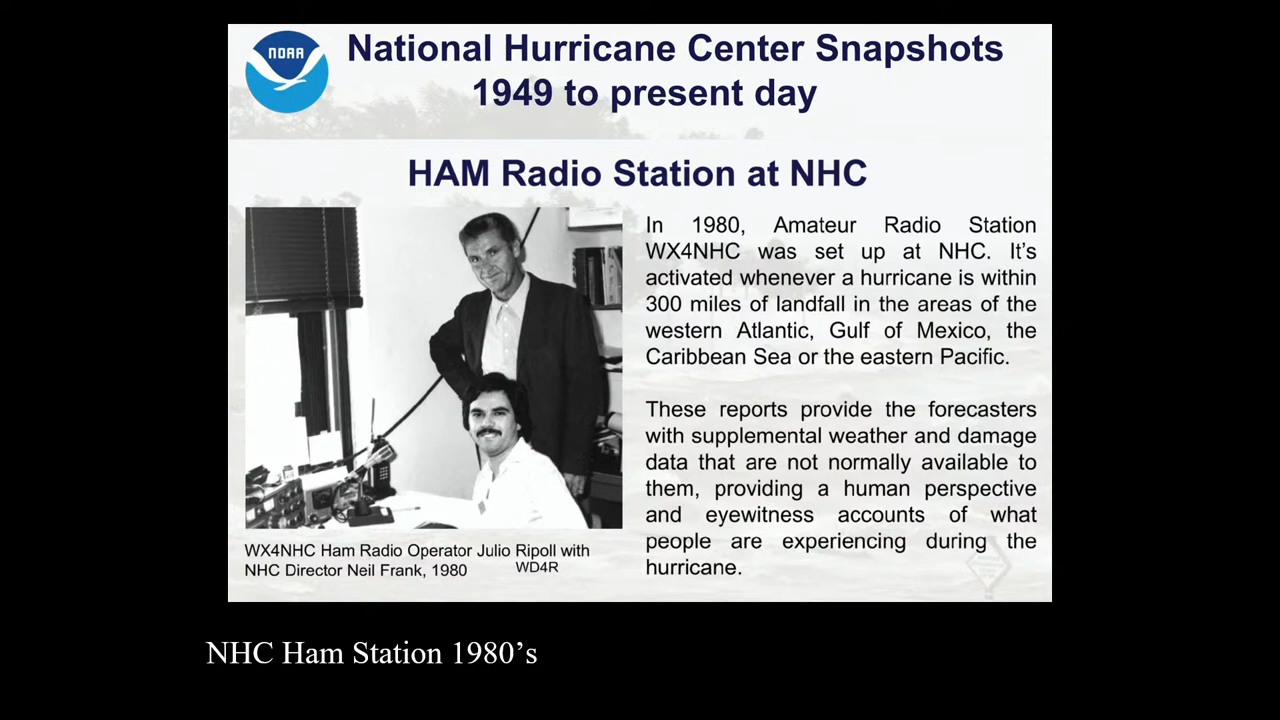 NOAA
National Hurricane Center Snapshots
1949 to present day
HAM Radio Station at NHC
In 1980, Amateur Radio Station
WX4NHC was set up at NHC. It’s
activated whenever a hurricane is within
300 miles of landfall in the areas of the
western Atlantic, Gulf of Mexico, the
Caribbean Sea or the eastern Pacific.
These reports provide the forecasters
with supplemental weather and damage
data that are not normally available to
them, providing a human perspective
and eyewitness accounts of what
people are experiencing during the
hurricane.
WX4NHC Ham Radio Operator Julio Ripoll with
NHC Director Neil Frank, 1980
WD4R
NHC Ham Station 1980’s